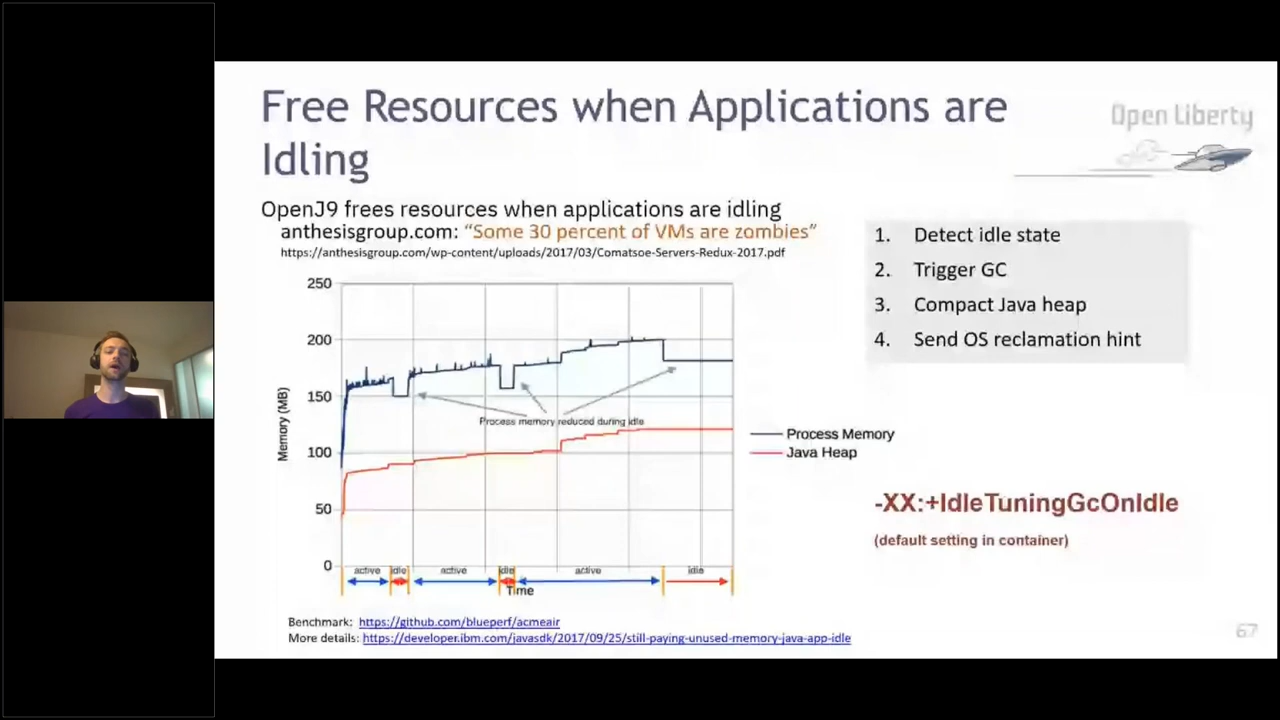 Free Resources when Applications are
Idling
Open Liberty
OpenJ9 frees resources when applications are idling
anthesisgroup.com: “Some 30 percent of VMs are zombies”
https://anthesisgroup.com/wp-content/uploads/2017/03/Comatsoe-Servers-Redux-2017.pdf
1. Detect idle state
2. Trigger GC
3. Compact Java heap
4. Send OS reclamation hint
250
200
150
100
50
0
Memory (MB)
Process memory reduced during idle
Process Memory
Java Heap
active idle active idle active idle
Time
-XX:+IdleTuningGcOnIdle
(default setting in container)
Benchmark: https://github.com/blueperf/acmeair
More details: https://developer.ibm.com/javasdk/2017/09/25/still-paying-unused-memory-java-app-idle
67